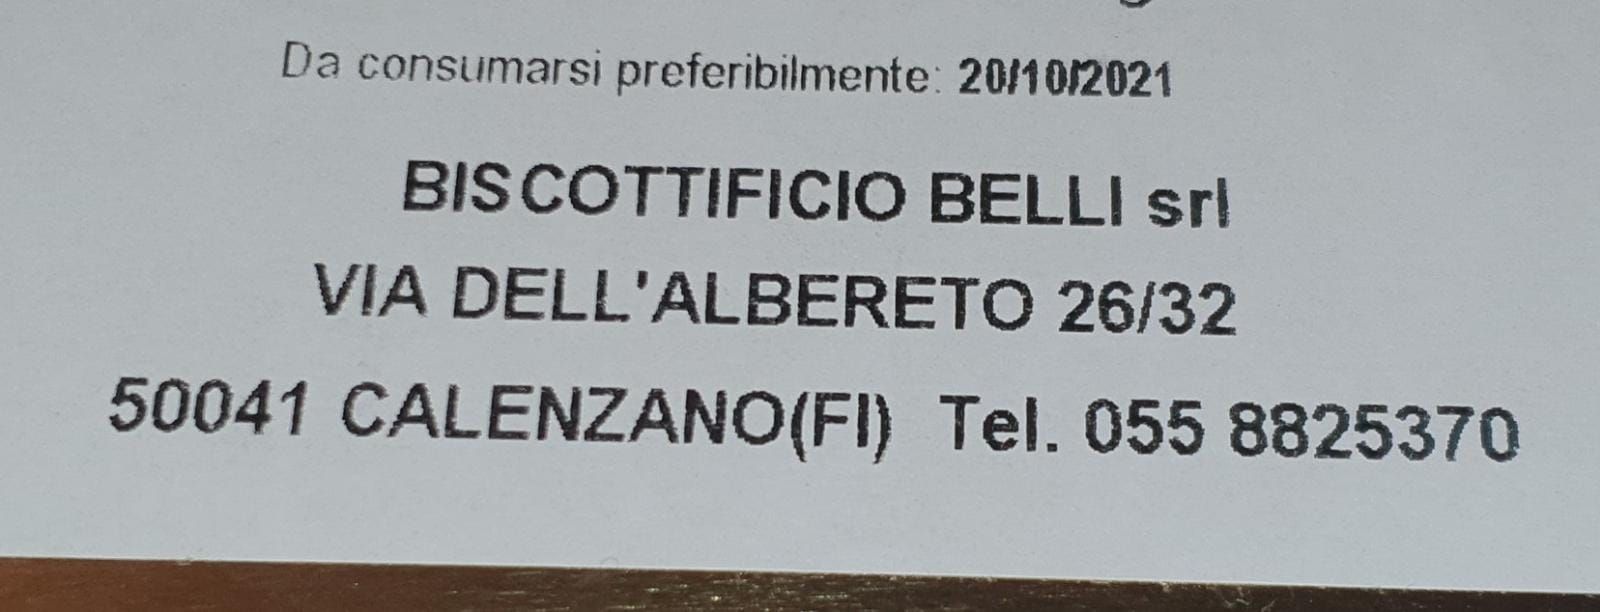 Da consumarsi preferibilmente: 20/10/2021
BISCOTTIFICIO BELLI srl
VIA DELL'ALBERETO 26/32
50041 CALENZANO(FI) Tel. 055 8825370